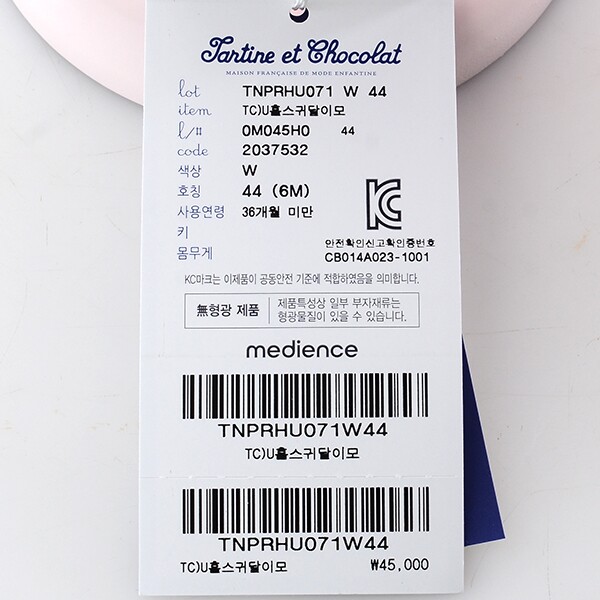 Tartine et Chocolat
MAISON FRANÇAISE DE MODE ENFANTINE
lot TNPRHU071 W 44
item TC)U홀스귀달이모
l/# 0M045H0 44
code 2037532
색상 W
호칭 44 (6M)
사용연령 36개월 미만
키
몸무게
안전확인신고확인증번호
CB014A023-1001
KC마크는 이제품이 공통안전 기준에 적합하였음을 의미합니다.
無형광 제품
제품특성상 일부 부자재류는
형광물질이 있을 수 있습니다.
medience
TNPRHU071W44
TC)U홀스귀달이모
TNPRHU071W44
TC)U홀스귀달이모 ₩45,000